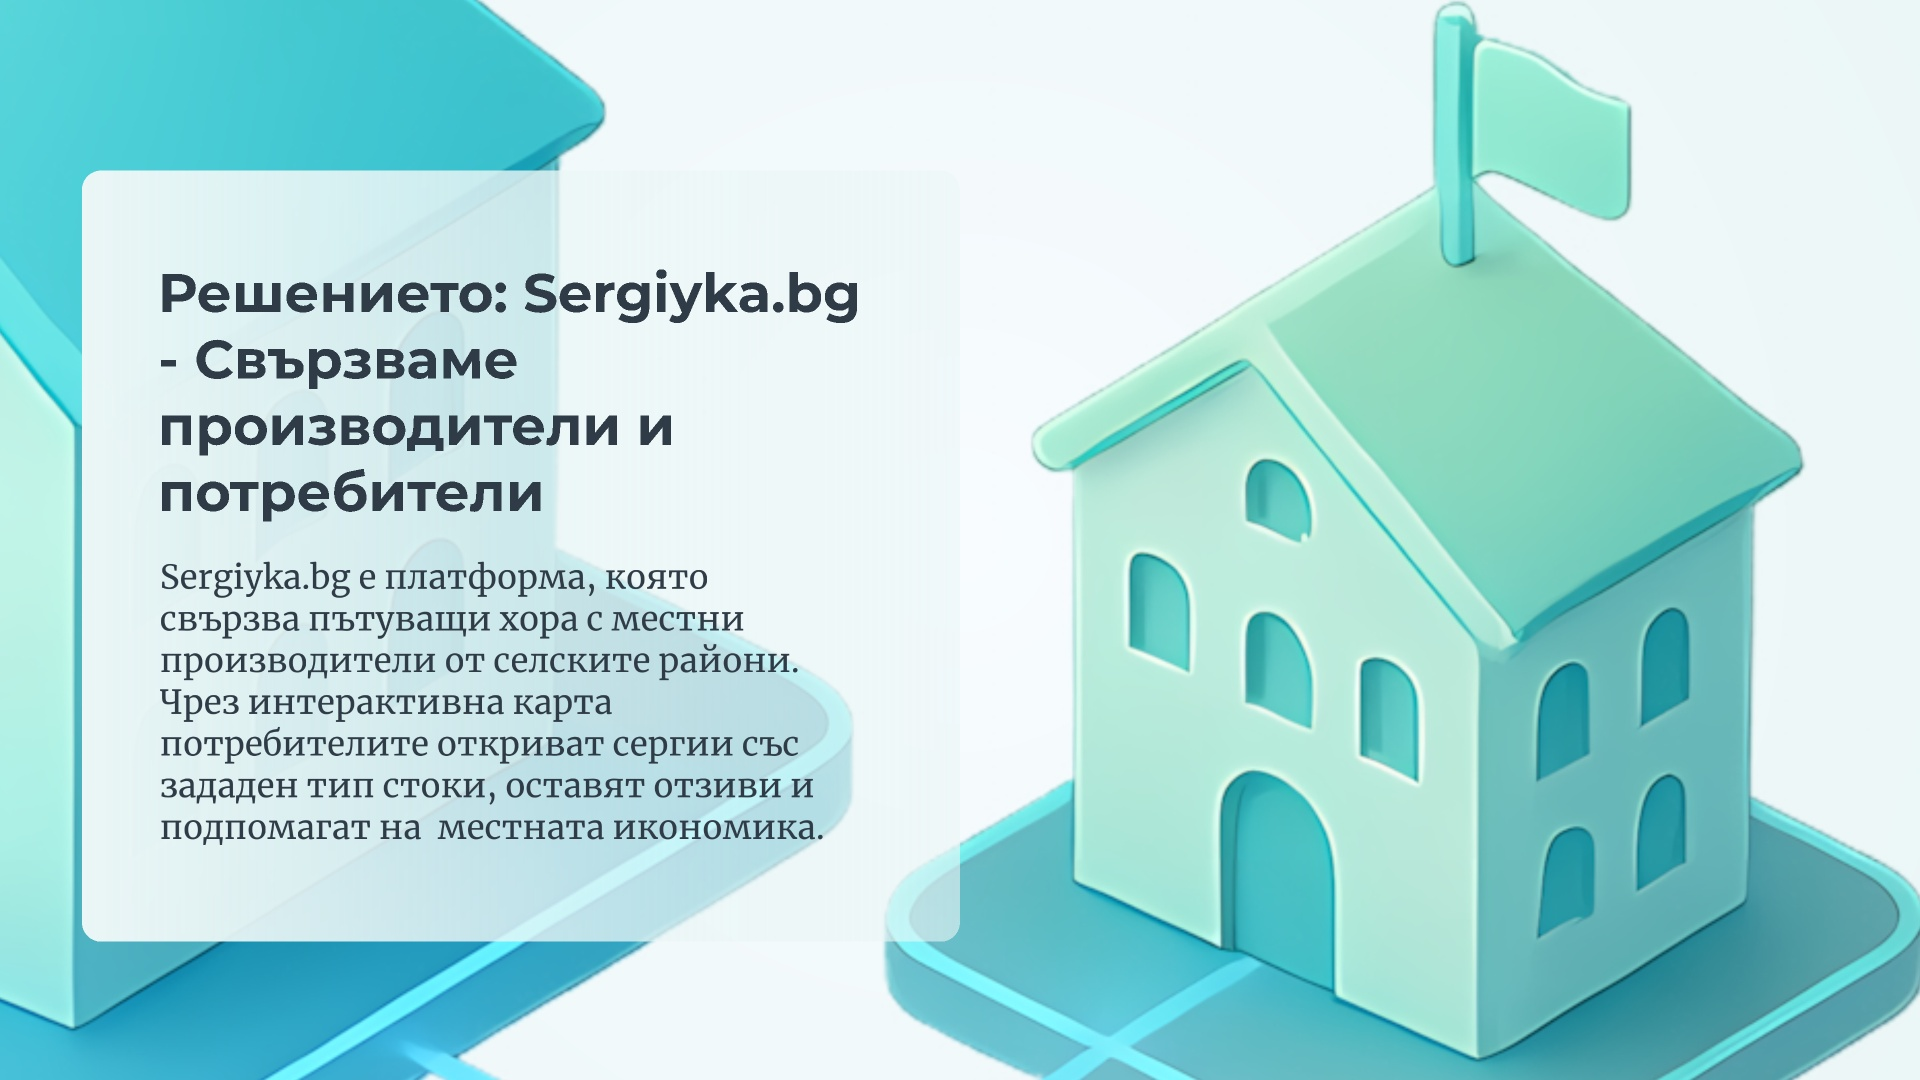 Решението: Sergiyka.bg
- Свързваме
производители и
потребители
Sergiyka.bg е платформа, която
свързва пътуващи хора с местни
производители от селските райони.
Чрез интерактивна карта
потребителите откриват сергии със
зададен тип стоки, оставят отзиви и
подпомагат на  местната икономика.